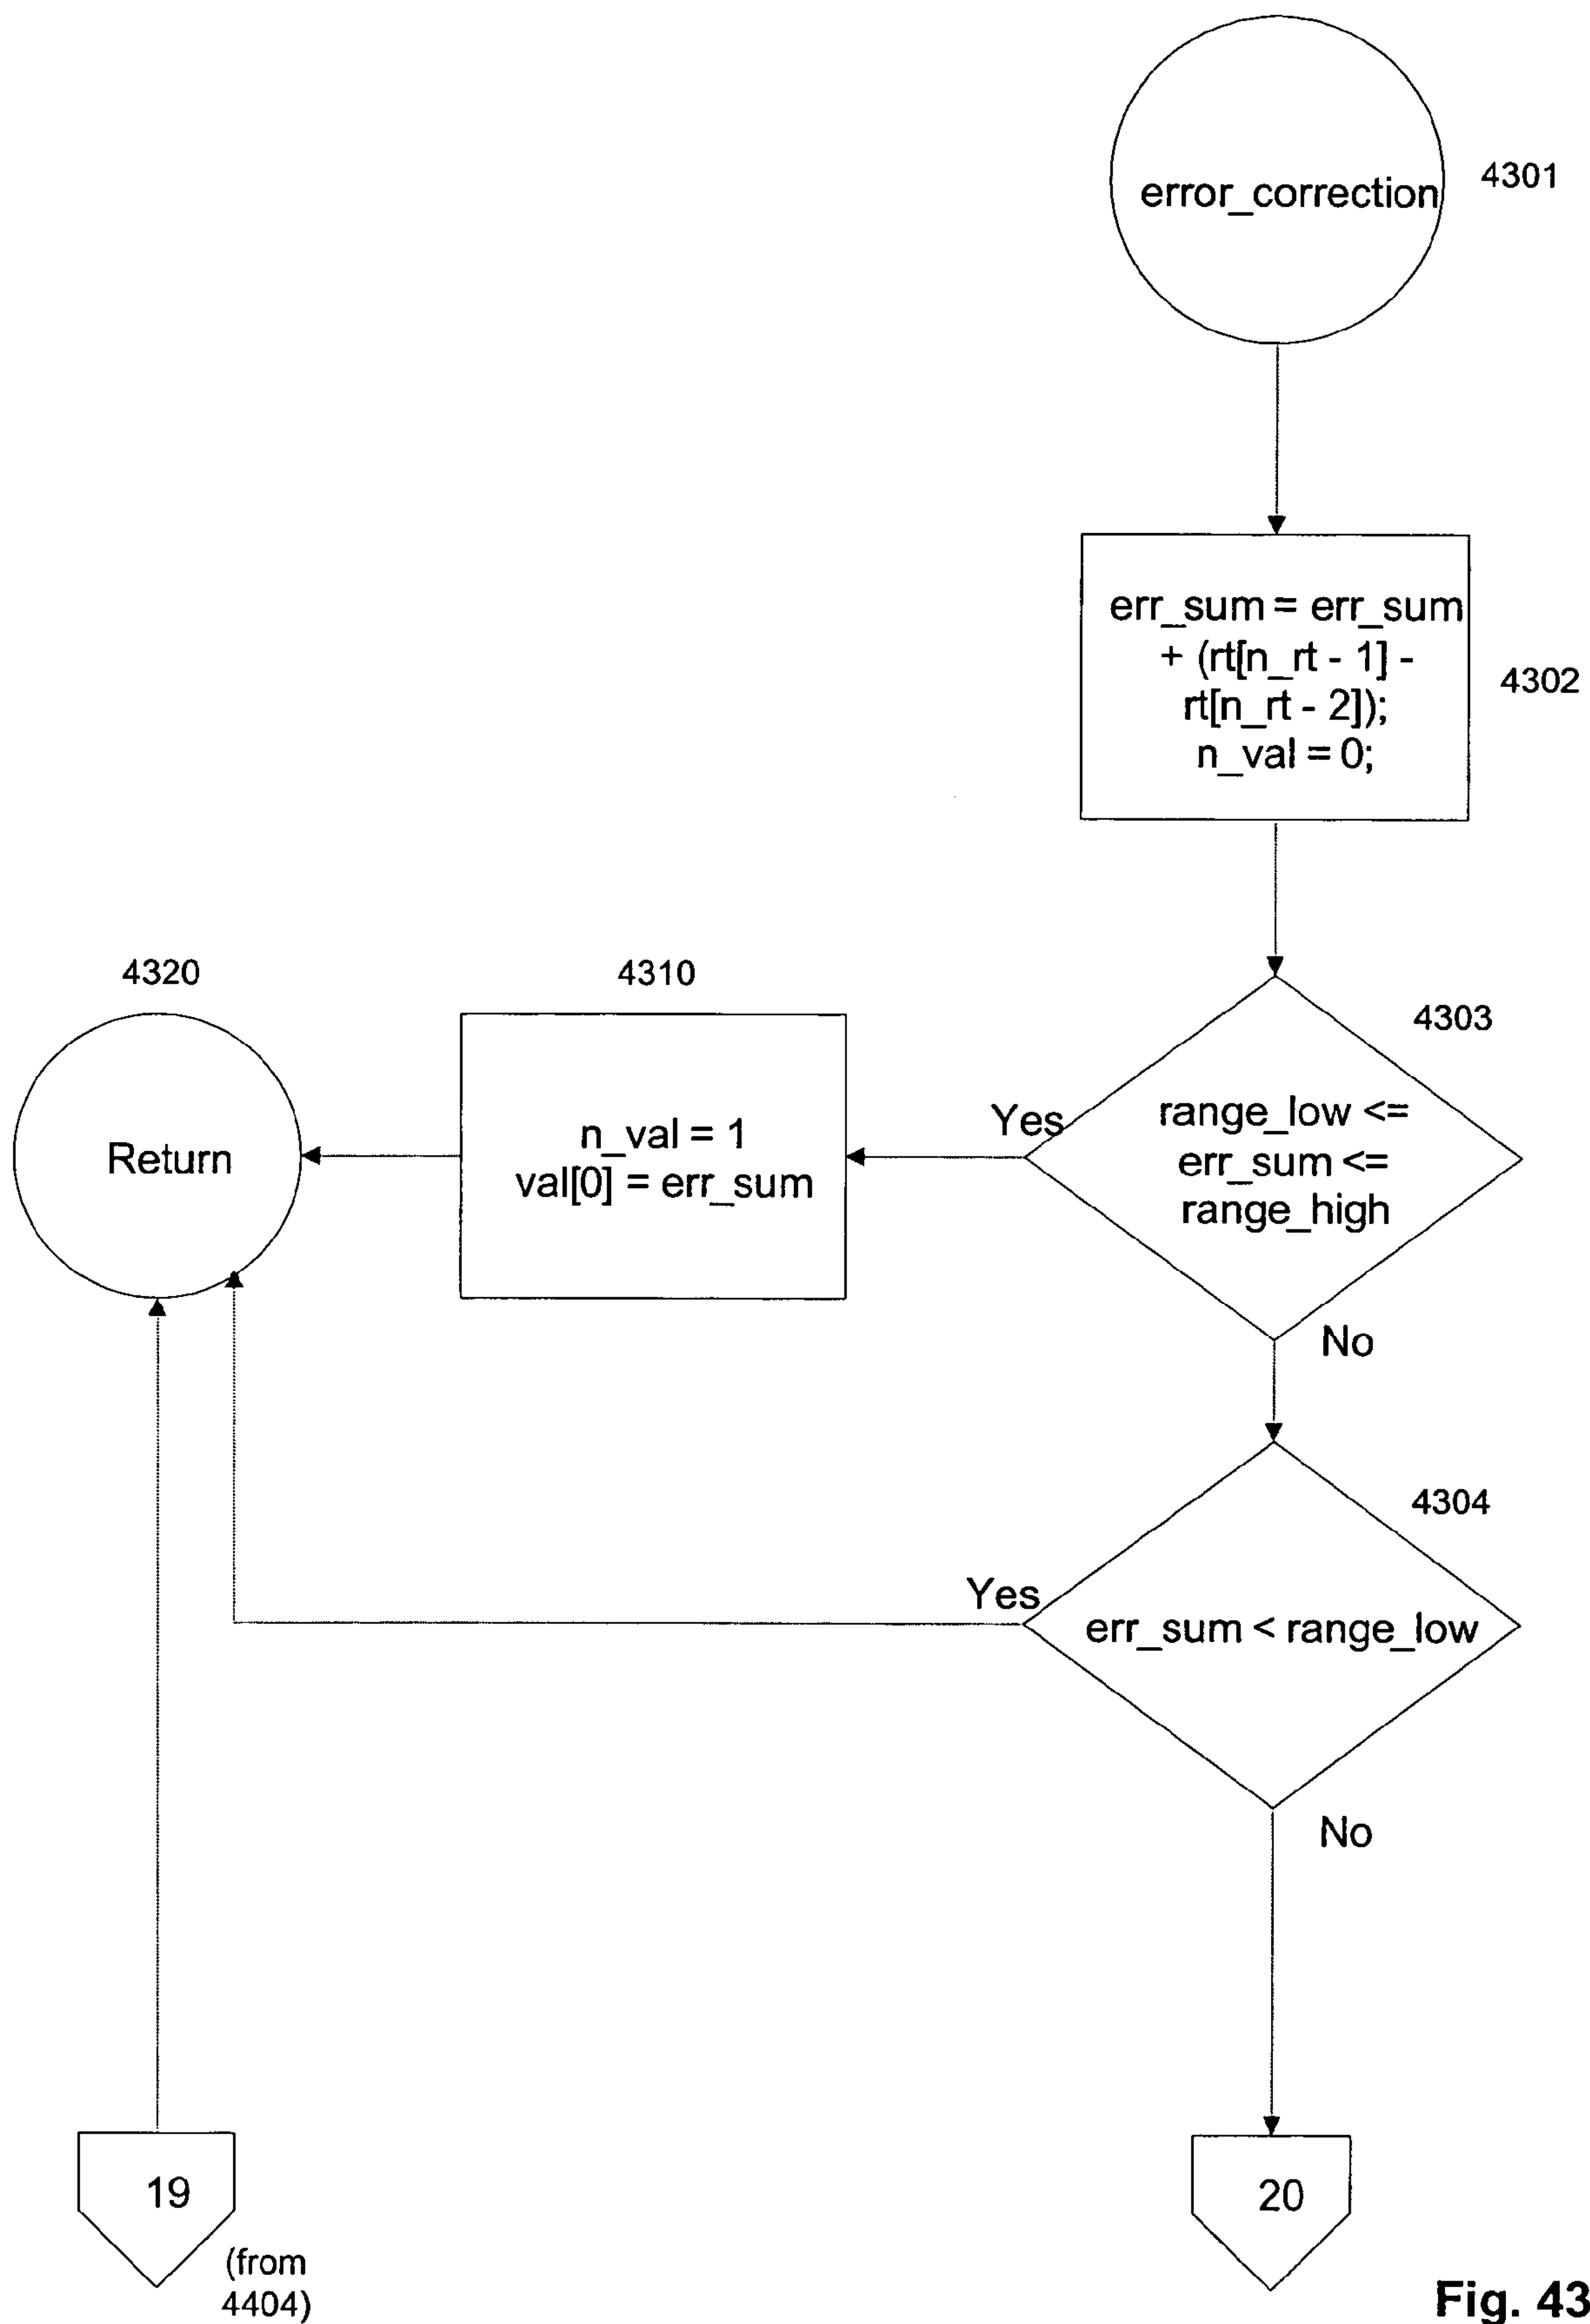 error_correction
4301
err_sum = err_sum
+ (rt[n_rt - 1] -
rt[n_rt - 2]);
n_val = 0;
4302
4320
4310
4303
Return
n_val = 1
val[0] = err_sum
Yes
range_low <=
err_sum <=
range_high
No
4304
Yes
err_sum < range_low
No
19
(from
4404)
20
Fig. 43